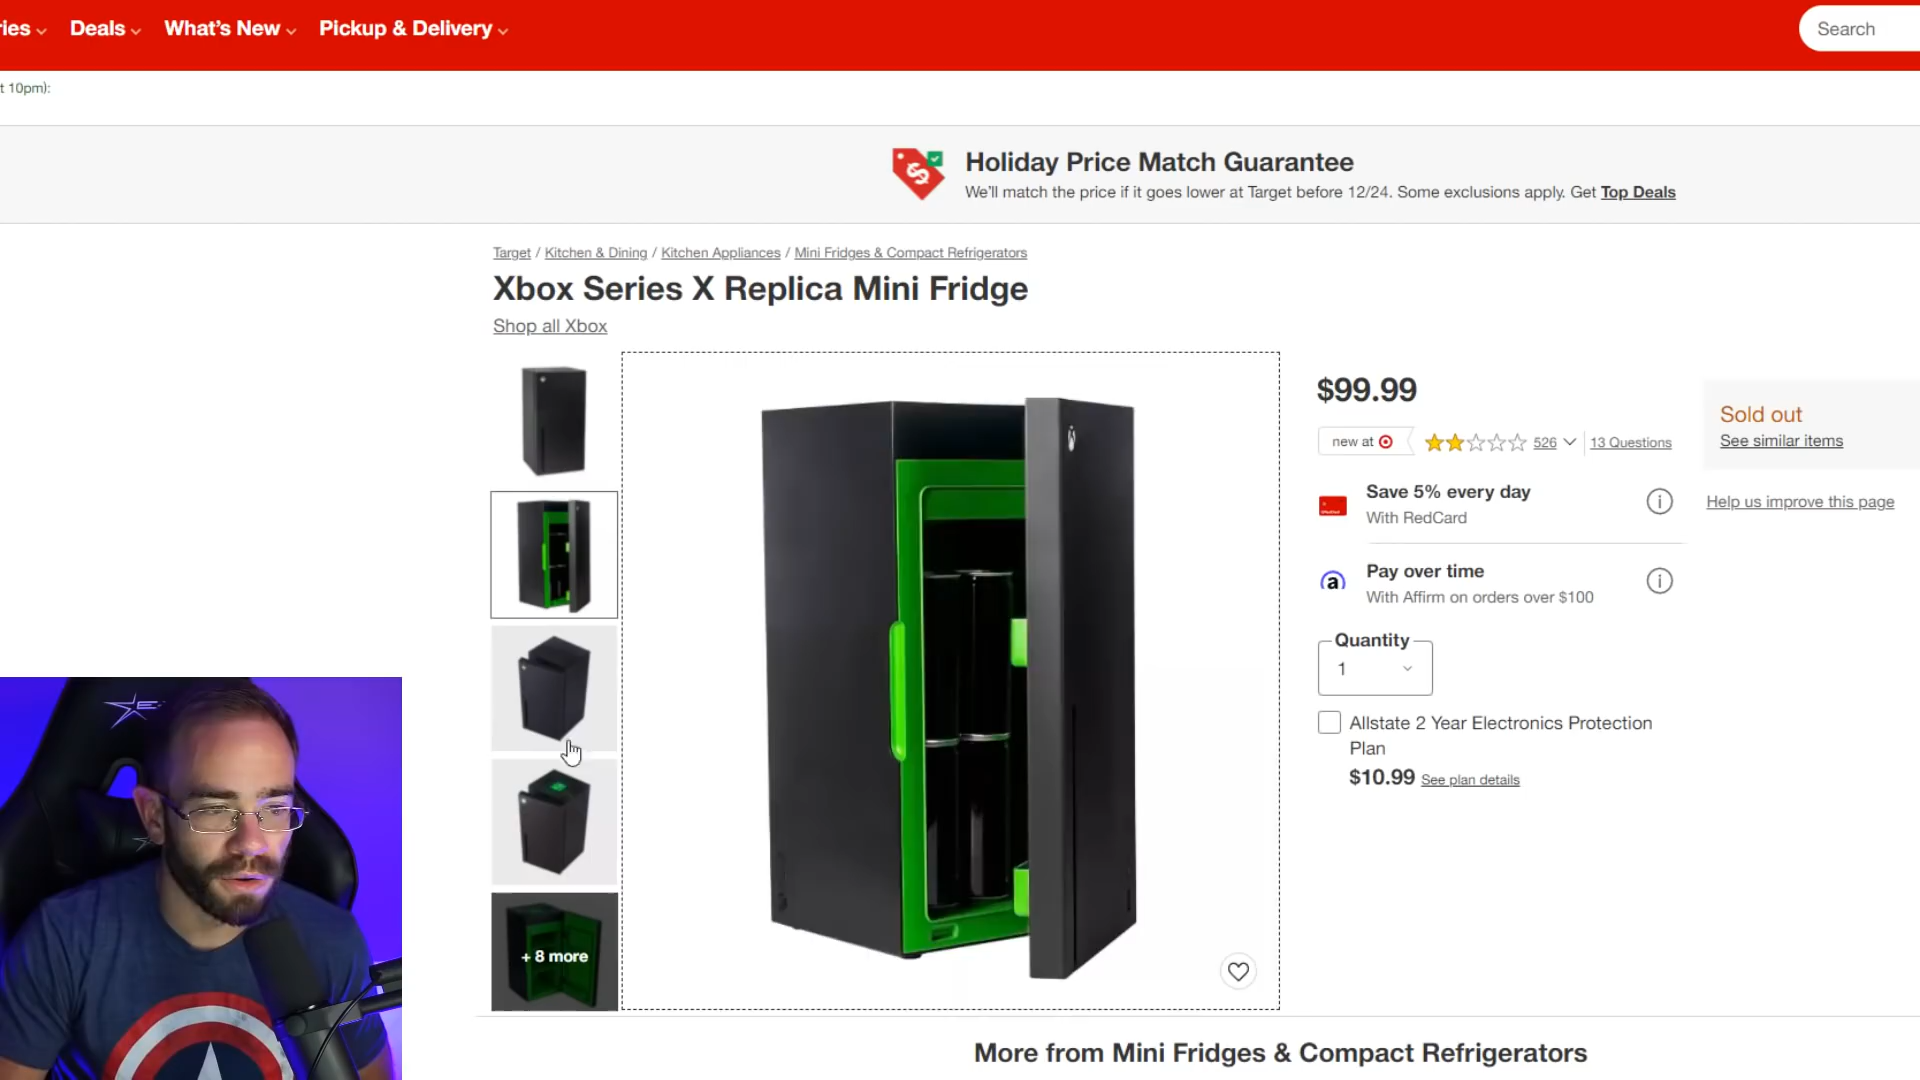 ries
Deals
What's New
Pickup & Delivery
Search
t 10pm):
Holiday Price Match Guarantee
We'll match the price if it goes lower at Target before 12/24. Some exclusions apply. Get Top Deals
Target / Kitchen & Dining / Kitchen Appliances / Mini Fridges & Compact Refrigerators
Xbox Series X Replica Mini Fridge
Shop all Xbox
$99.99
new at
526
13 Questions
Sold out
See similar items
Help us improve this page
Save 5% every day
With RedCard
a
Pay over time
With Affirm on orders over $100
Quantity
1
Allstate 2 Year Electronics Protection
Plan
$10.99 See plan details
+ 8 more
More from Mini Fridges & Compact Refrigerators